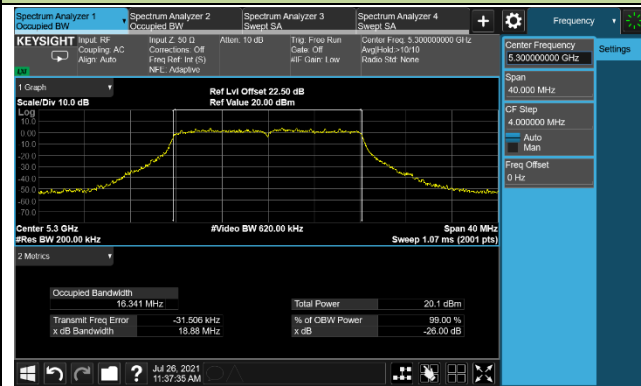 Spectrum Analyzer 1
Occupied BW
Spectrum Analyzer 2
Occupied BW
Spectrum Analyzer 3
Swept SA
Spectrum Analyzer 4
Swept SA
+
Frequency
KEYSIGHT
Input: RF
Coupling: AC
Align: Auto
Input Z: 50 Ω
Corrections: Off
Freq Ref: Int (S)
NFE: Adaptive
Atten: 10 dB
Trig: Free Run
Gate: Off
#IF Gain: Low
Center Freq: 5.300000000 GHz
Avg|Hold:>10/10
Radio Std: None
Center Frequency
5.300000000 GHz
Settings
Span
40.000 MHz
CF Step
4.000000 MHz
Auto
Man
Freq Offset
0 Hz
1 Graph
Ref Lvl Offset 22.50 dB
Scale/Div 10.0 dB
Ref Value 20.00 dBm
Log
10.0
0.00
-10.0
-20.0
-30.0
-40.0
-50.0
-60.0
-70.0
Center 5.3 GHz
#Video BW 620.00 kHz
Span 40 MHz
#Res BW 200.00 kHz
Sweep 1.07 ms (2001 pts)
2 Metrics
Occupied Bandwidth
16.341 MHz
Total Power
20.1 dBm
Transmit Freq Error
-31.506 kHz
% of OBW Power
99.00 %
x dB Bandwidth
18.88 MHz
x dB
-26.00 dB
?
Jul 26, 2021
11:37:35 AM